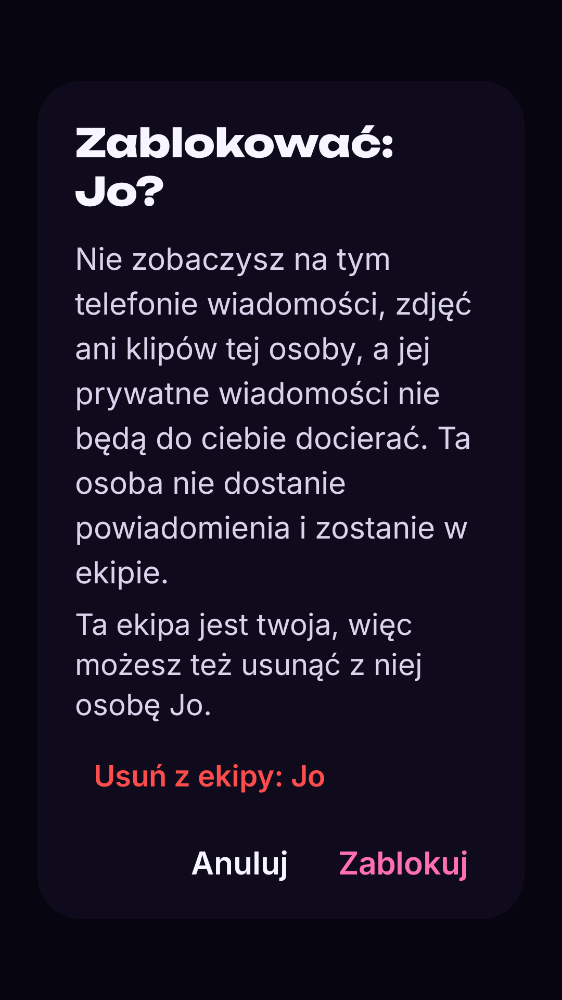 Zablokować:
Jo?
Nie zobaczysz na tym
telefonie wiadomości, zdjęć
ani klipów tej osoby, a jej
prywatne wiadomości nie
będą do ciebie docierać. Ta
osoba nie dostanie
powiadomienia i zostanie w
ekipie.
Ta ekipa jest twoja, więc
możesz też usunąć z niej
osobę Jo.
Usuń z ekipy: Jo
Anuluj Zablokuj